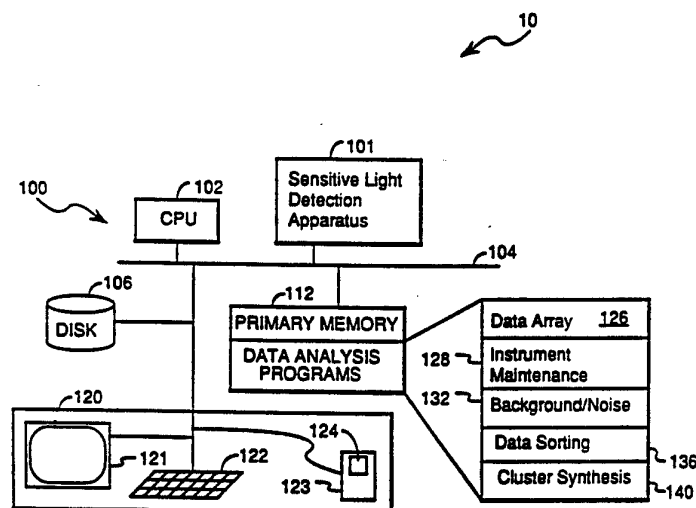 10
101
Sensitive Light
Detection
Apparatus
100
102
CPU
104
106
DISK
112
PRIMARY MEMORY
DATA ANALYSIS
PROGRAMS
Data Array 126
128
Instrument
Maintenance
132
Background/Noise
Data Sorting
136
Cluster Synthesis
140
120
121
122
124
123